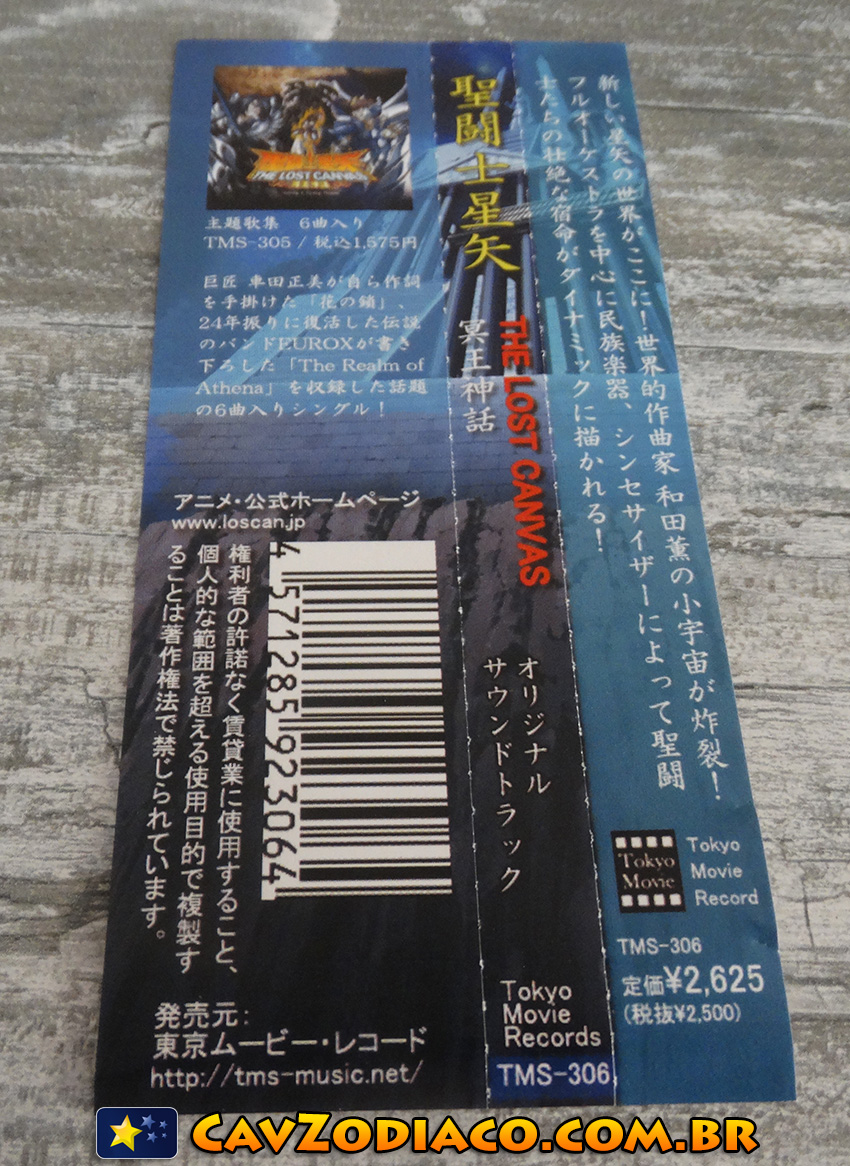 新しい星矢の世界がここに!世界的作曲家 和田薫の小宇宙が炸裂!
フルオーケストラを中心に民族楽器、シンセサイザーによって聖闘
士たちの壮絶な宿命がダイナミックに描かれる!
Tokyo
Movie
Tokyo
Movie
Record
TMS-306
定価¥2,625
(税抜¥2,500)
聖闘士星矢
THE LOST CANVAS
冥王神話
オリジナル
サウンドトラック
Tokyo
Movie
Records
TMS-306
THE LOST CANVAS
冥王神話
主題歌集 6曲入り
TMS-305 / 税込1,575円
巨匠 車田正美が自ら作詞
を手掛けた「花の鎖」、
24年振りに復活した伝説
のバンドEUROXが書き
下ろした「The Realm of
Athena」を収録した話題
の6曲入りシングル!
アニメ・公式ホームページ
www.loscan.jp
4 571285 923064
権利者の許諾なく賃貸業に使用すること、
個人的な範囲を超える使用目的で複製す
ることは著作権法で禁じられています。
発売元:
東京ムービー・レコード
http://tms-music.net/
CAVZODIACO.COM.BR